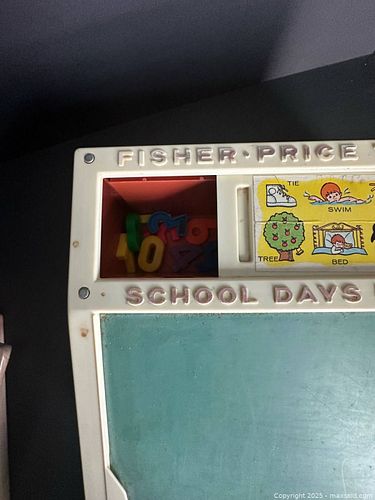 FISHER·PRICE
TIE
SWIM
TREE
BED
SCHOOL DAYS
Copyright © 2025 - maxsold.com